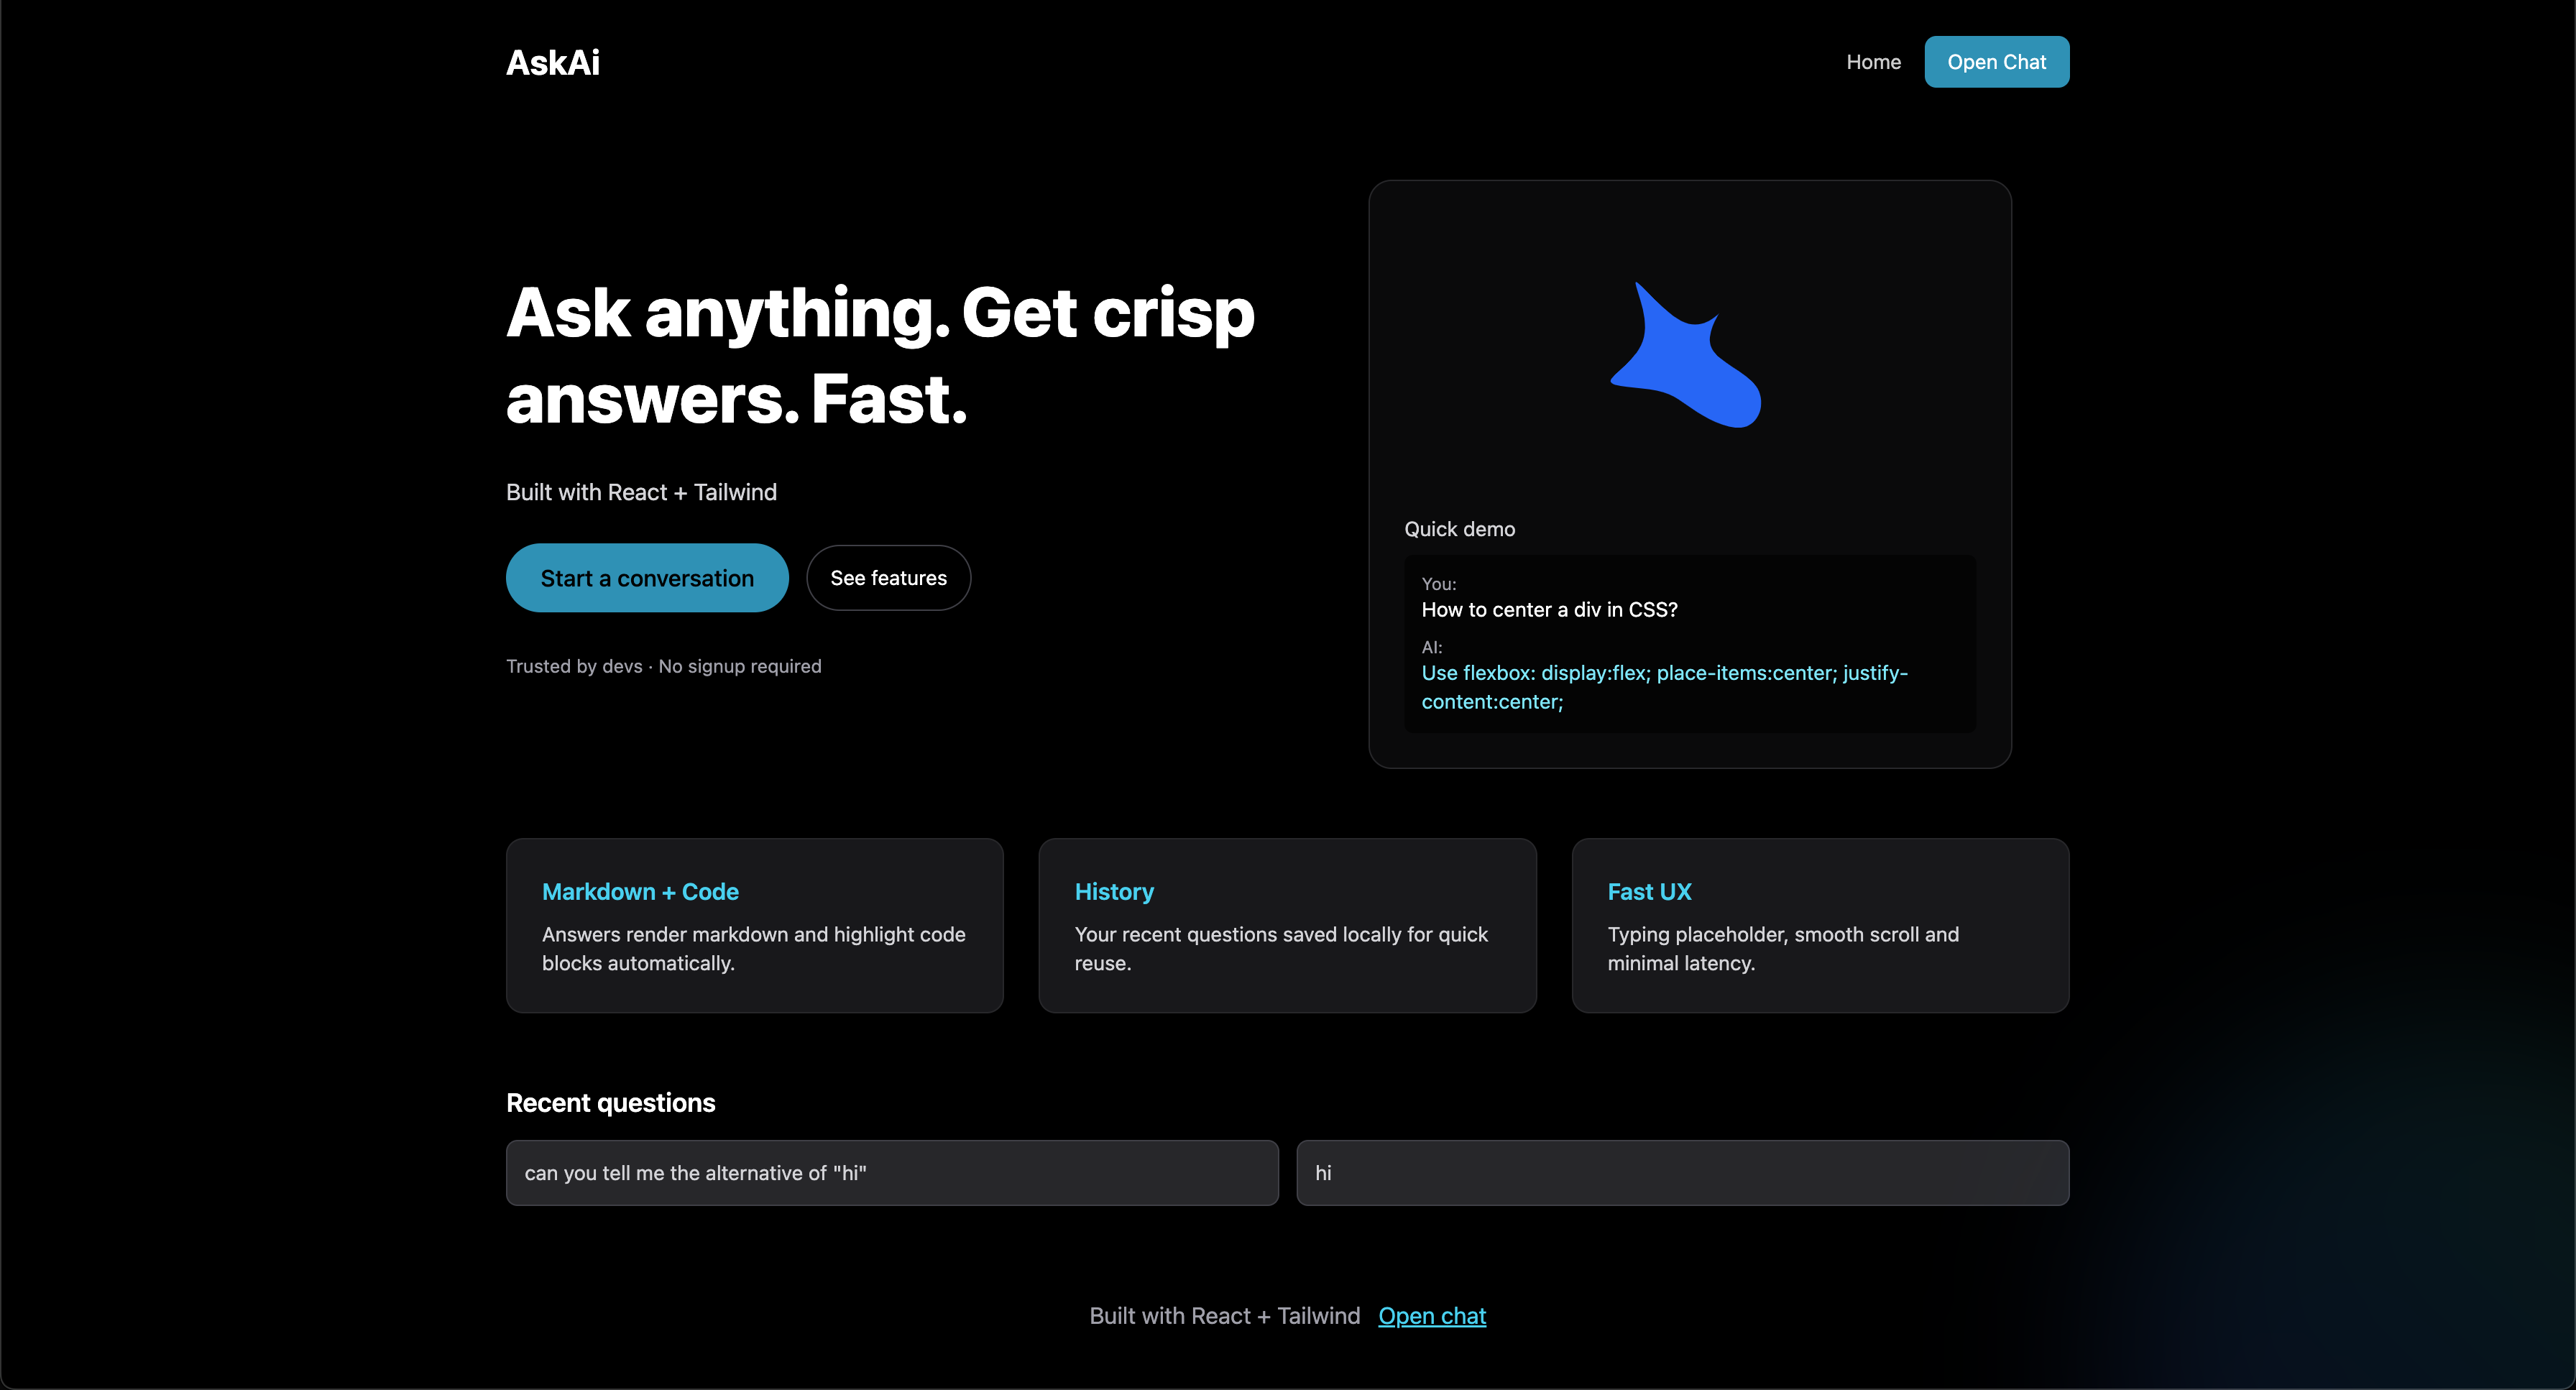 AskAi
Home
Open Chat
Ask anything. Get crisp
answers. Fast.
Built with React + Tailwind
Start a conversation
See features
Trusted by devs · No signup required
Quick demo
You:
How to center a div in CSS?
AI:
Use flexbox: display:flex; place-items:center; justify-
content:center;
Markdown + Code
Answers render markdown and highlight code
blocks automatically.
History
Your recent questions saved locally for quick
reuse.
Fast UX
Typing placeholder, smooth scroll and
minimal latency.
Recent questions
can you tell me the alternative of "hi"
hi
Built with React + Tailwind Open chat